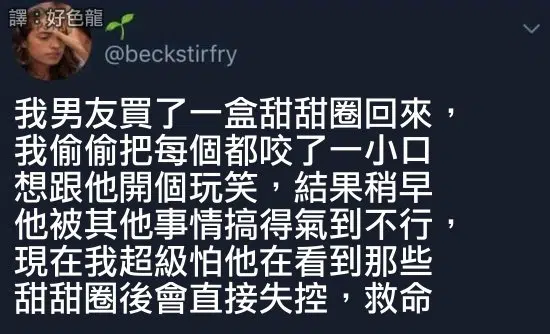 譯：好色龍
🌱
@beckstirfry
我男友買了一盒甜甜圈回來，
我偷偷把每個都咬了一小口
想跟他開個玩笑，結果稍早
他被其他事情搞得氣到不行，
現在我超級怕他在看到那些
甜甜圈後會直接失控，救命